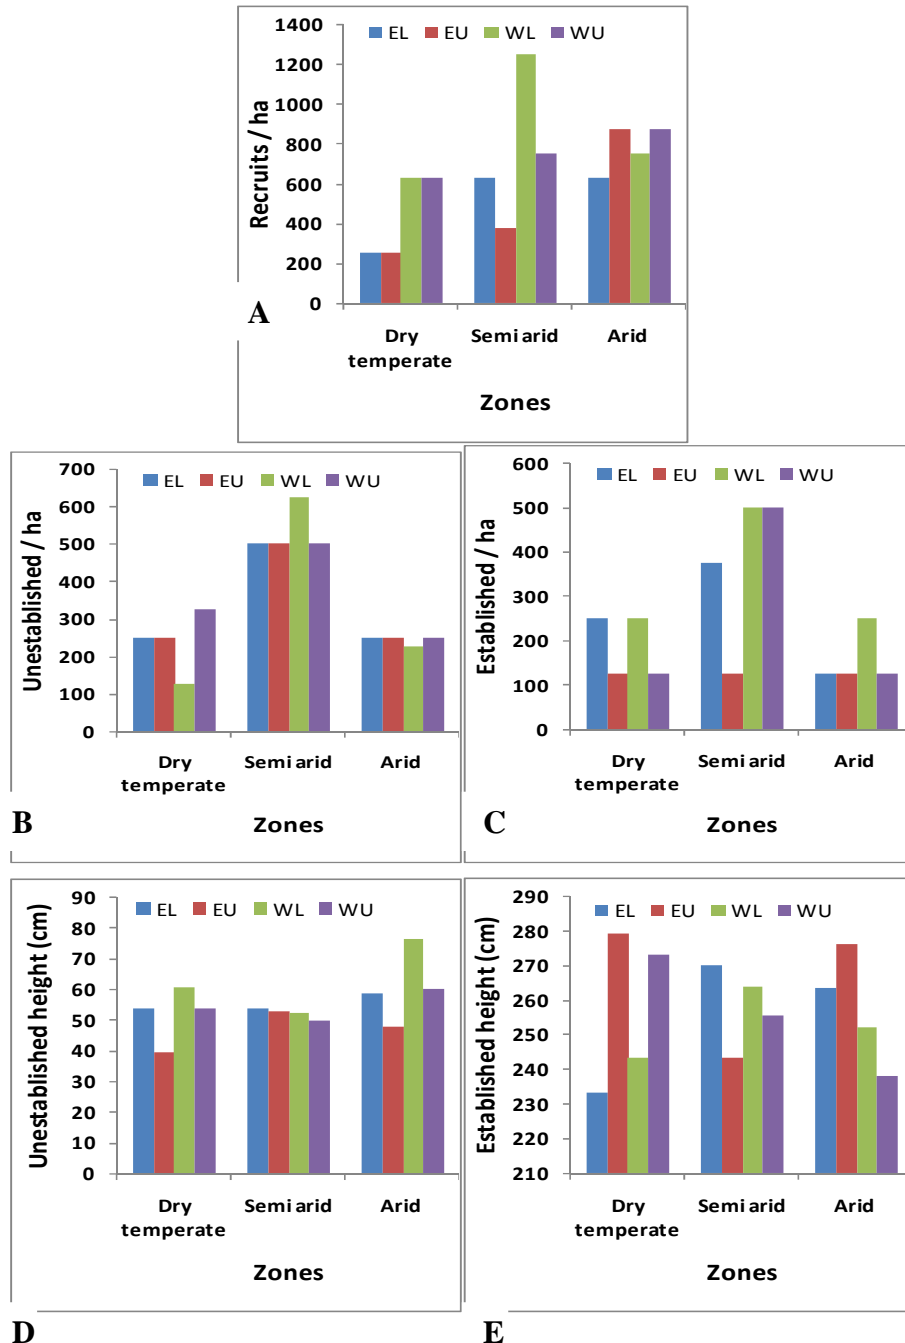 1400
1200
1000
800
600
400
200
0
Recruits / ha
EL EU WL WU
Dry temperate
Semi arid
Arid
Zones
A
700
600
500
400
300
200
100
0
Unestablished / ha
EL EU WL WU
Dry temperate
Semi arid
Arid
Zones
B
600
500
400
300
200
100
0
Established / ha
EL EU WL WU
Dry temperate
Semi arid
Arid
Zones
C
90
80
70
60
50
40
30
20
10
0
Unestablished height (cm)
EL EU WL WU
Dry temperate
Semi arid
Arid
Zones
D
290
280
270
260
250
240
230
220
210
Established height (cm)
EL EU WL WU
Dry temperate
Semi arid
Arid
Zones
E